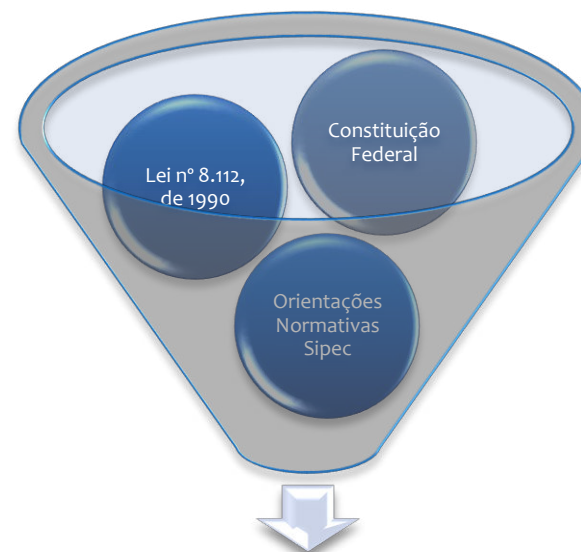 Constituição
Federal
Lei nº 8.112,
de 1990
Orientações
Normativas
Sipec